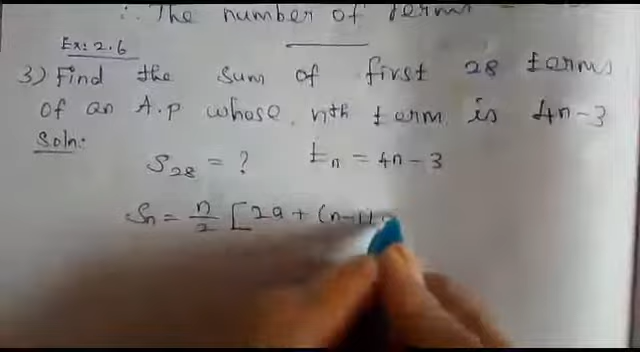 ∴ The number of terms =
Ex: 2.6
3) Find the sum of first 28 terms
of an A.P whose nth term is 4n-3
Soln:
S₂₈ = ? tₙ = 4n-3
Sₙ = n/2 [2a + (n-1)